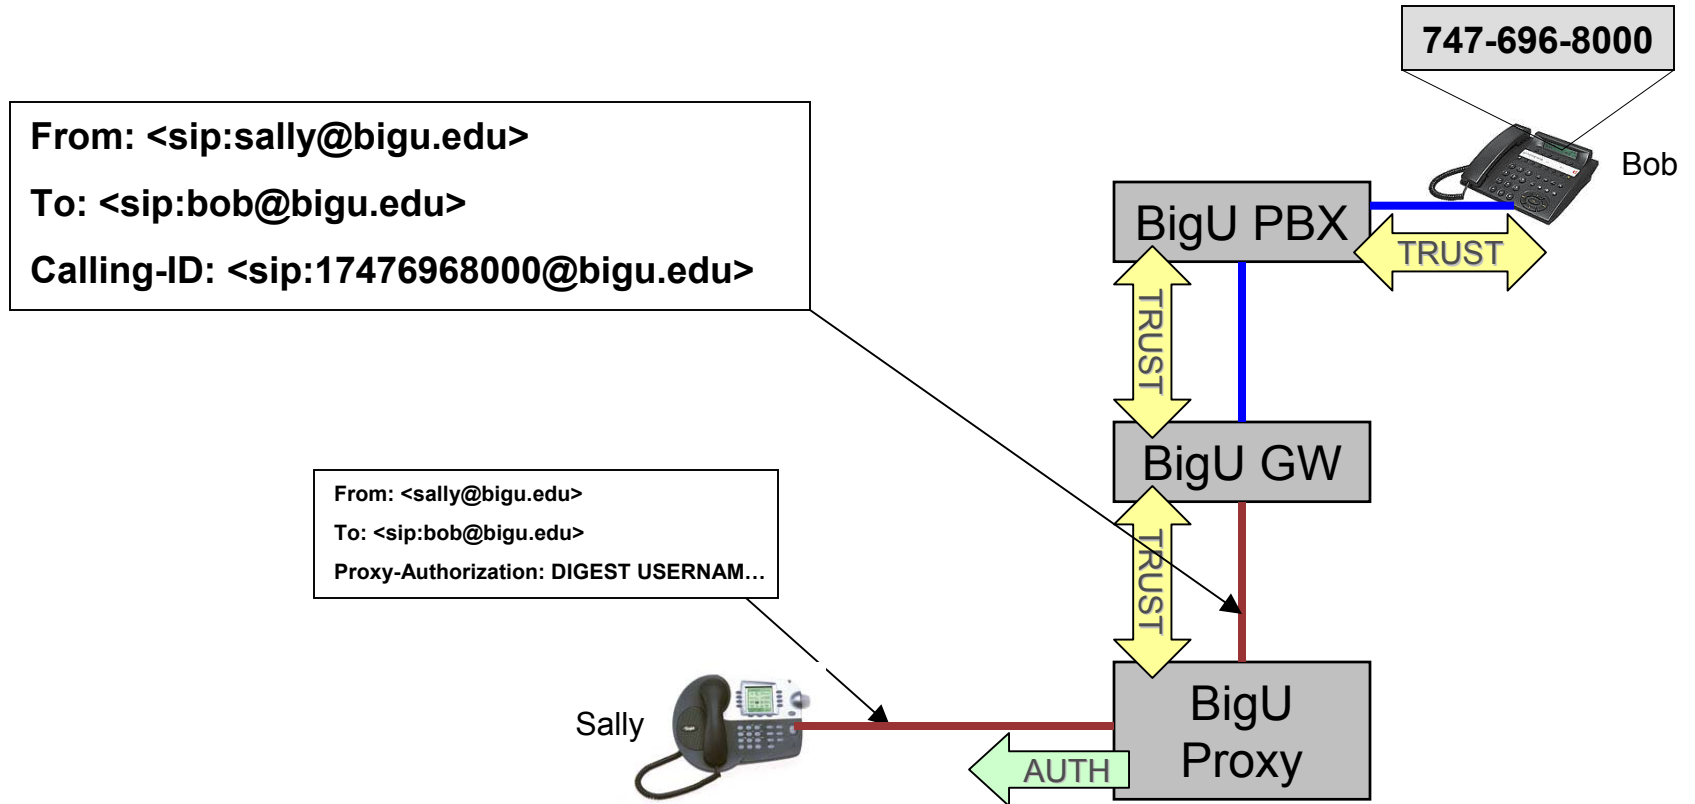 747-696-8000
From: <sip:sally@bigu.edu>
To: <sip:bob@bigu.edu>
Calling-ID: <sip:17476968000@bigu.edu>
Bob
BigU PBX
TRUST
TRUST
BigU GW
From: <sally@bigu.edu>
To: <sip:bob@bigu.edu>
Proxy-Authorization: DIGEST USERNAM…
TRUST
Sally
BigU
Proxy
AUTH